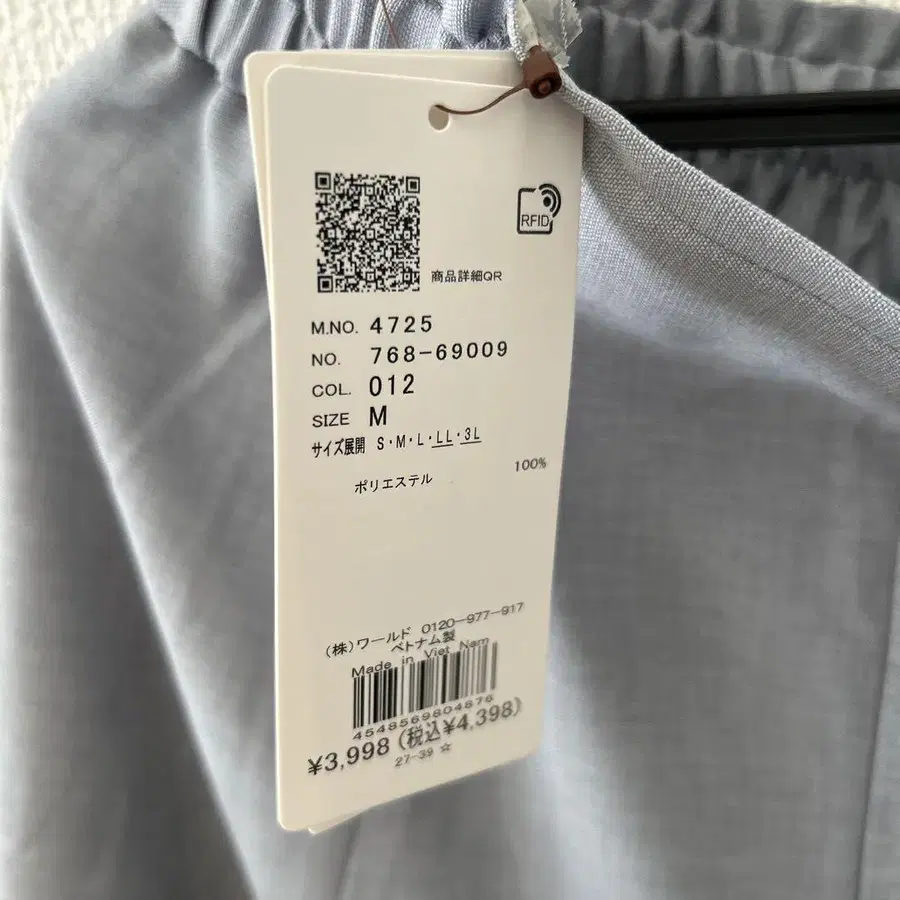 RFID
商品詳細QR
M.NO. 4725
NO. 768-69009
COL. 012
SIZE M
サイズ展開 S・M・L・LL・3L
ポリエステル 100%
(株)ワールド 0120-977-917
ベトナム製
Made in Viet Nam
4548569804876
¥3,998 (税込¥4,398)
27-39 ☆